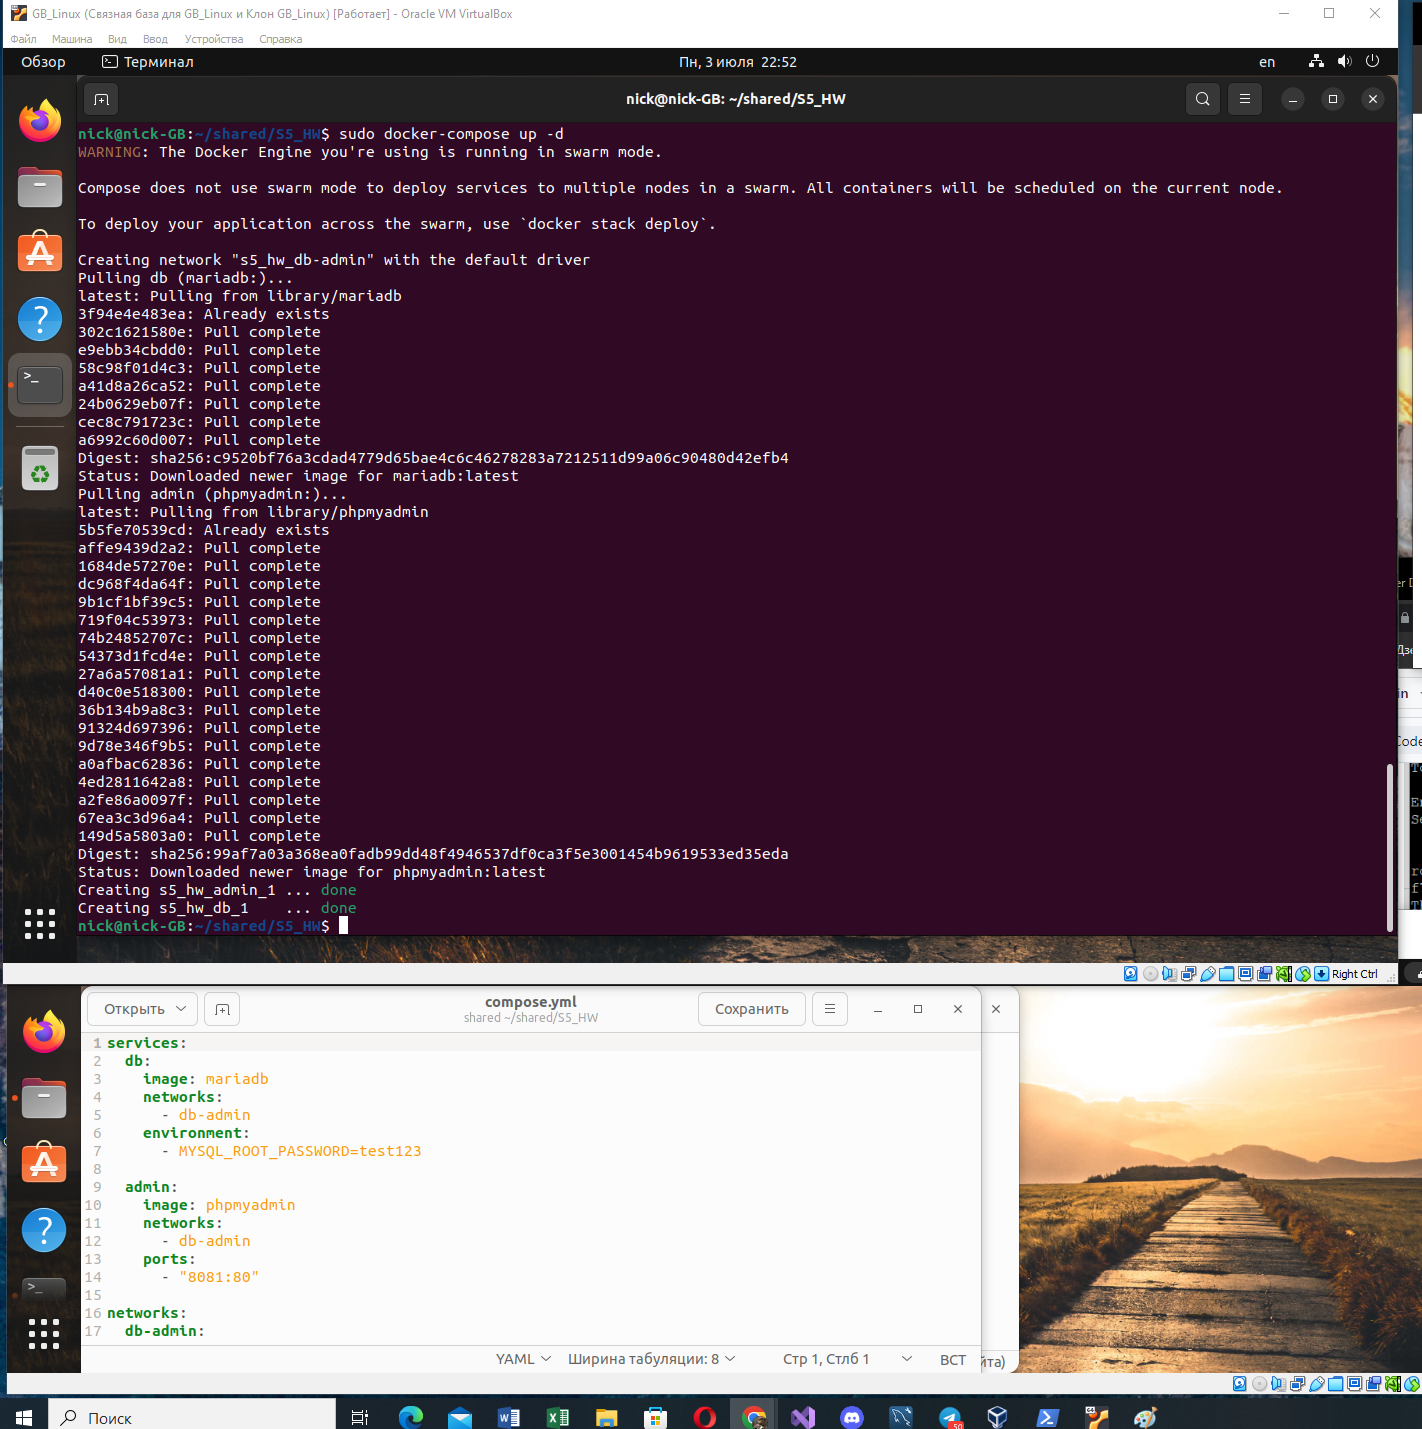 GB_Linux (Связная база для GB_Linux и Клон GB_Linux) [Работает] - Oracle VM VirtualBox
Файл Машина Вид Ввод Устройства Справка
Обзор Терминал Пн, 3 июля 22:52 en
nick@nick-GB: ~/shared/S5_HW
nick@nick-GB:~/shared/S5_HW$ sudo docker-compose up -d
WARNING: The Docker Engine you're using is running in swarm mode.
Compose does not use swarm mode to deploy services to multiple nodes in a swarm. All containers will be scheduled on the current node.
To deploy your application across the swarm, use `docker stack deploy`.
Creating network "s5_hw_db-admin" with the default driver
Pulling db (mariadb:)...
latest: Pulling from library/mariadb
3f94e4e483ea: Already exists
302c1621580e: Pull complete
e9ebb34cbdd0: Pull complete
58c98f01d4c3: Pull complete
a41d8a26ca52: Pull complete
24b0629eb07f: Pull complete
cec8c791723c: Pull complete
a6992c60d007: Pull complete
Digest: sha256:c9520bf76a3cdad4779d65bae4c6c46278283a7212511d99a06c90480d42efb4
Status: Downloaded newer image for mariadb:latest
Pulling admin (phpmyadmin:)...
latest: Pulling from library/phpmyadmin
5b5fe70539cd: Already exists
affe9439d2a2: Pull complete
1684de57270e: Pull complete
dc968f4da64f: Pull complete
9b1cf1bf39c5: Pull complete
719f04c53973: Pull complete
74b24852707c: Pull complete
54373d1fcd4e: Pull complete
27a6a57081a1: Pull complete
d40c0e518300: Pull complete
36b134b9a8c3: Pull complete
91324d697396: Pull complete
9d78e346f9b5: Pull complete
a0afbac62836: Pull complete
4ed2811642a8: Pull complete
a2fe86a0097f: Pull complete
67ea3c3d96a4: Pull complete
149d5a5803a0: Pull complete
Digest: sha256:99af7a03a368ea0fadb99dd48f4946537df0ca3f5e3001454b9619533ed35eda
Status: Downloaded newer image for phpmyadmin:latest
Creating s5_hw_admin_1 ... done
Creating s5_hw_db_1     ... done
nick@nick-GB:~/shared/S5_HW$
Right Ctrl
Открыть compose.yml Сохранить
shared ~/shared/S5_HW
1 services:
2   db:
3     image: mariadb
4     networks:
5       - db-admin
6     environment:
7       - MYSQL_ROOT_PASSWORD=test123
8
9   admin:
10     image: phpmyadmin
11     networks:
12       - db-admin
13     ports:
14       - "8081:80"
15
16 networks:
17   db-admin:
YAML Ширина табуляции: 8 Стр 1, Стлб 1 ВСТ йта)
Поиск
50